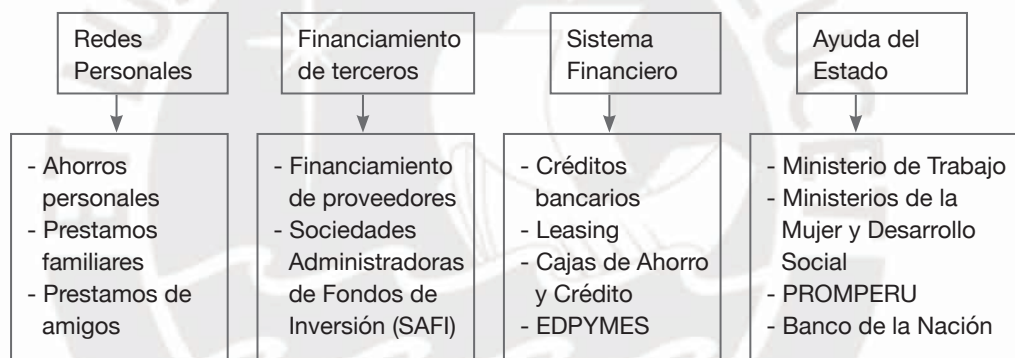 Redes
Personales
- Ahorros
personales
- Prestamos
familiares
- Prestamos de
amigos
Financiamiento
de terceros
- Financiamiento
de proveedores
- Sociedades
Administradoras
de Fondos de
Inversión (SAFI)
Sistema
Financiero
- Créditos
bancarios
- Leasing
- Cajas de Ahorro
y Crédito
- EDPYMES
Ayuda del
Estado
- Ministerio de Trabajo
- Ministerios de la
Mujer y Desarrollo
Social
- PROMPERU
- Banco de la Nación